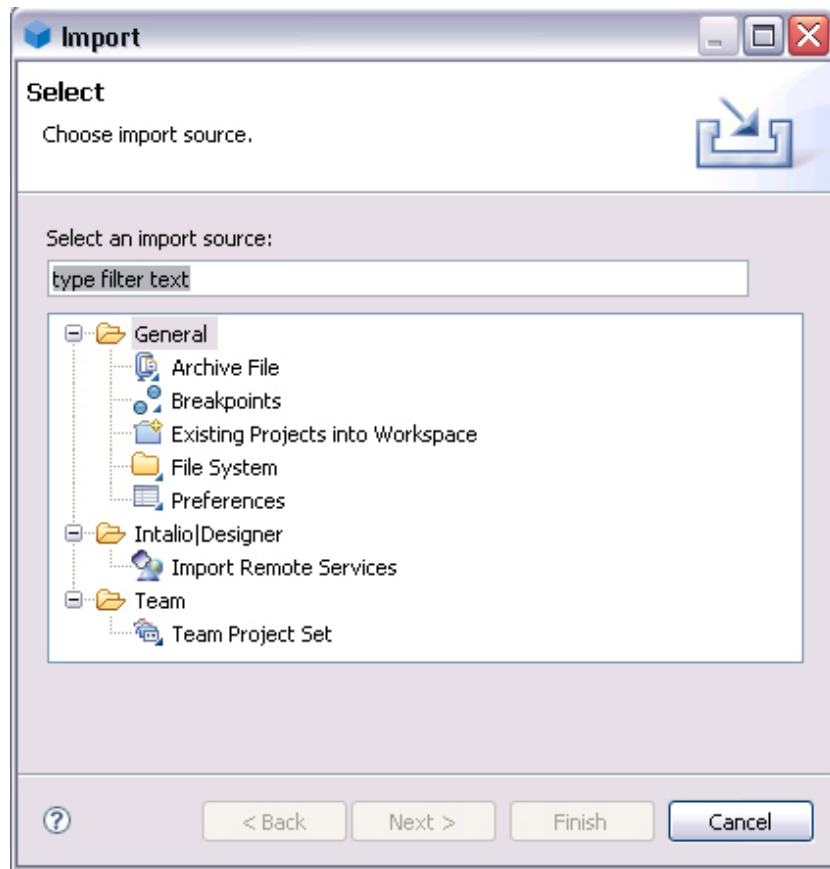 Import
Select
Choose import source.
Select an import source:
type filter text
General
Archive File
Breakpoints
Existing Projects into Workspace
File System
Preferences
Intalio|Designer
Import Remote Services
Team
Team Project Set
? < Back Next > Finish Cancel